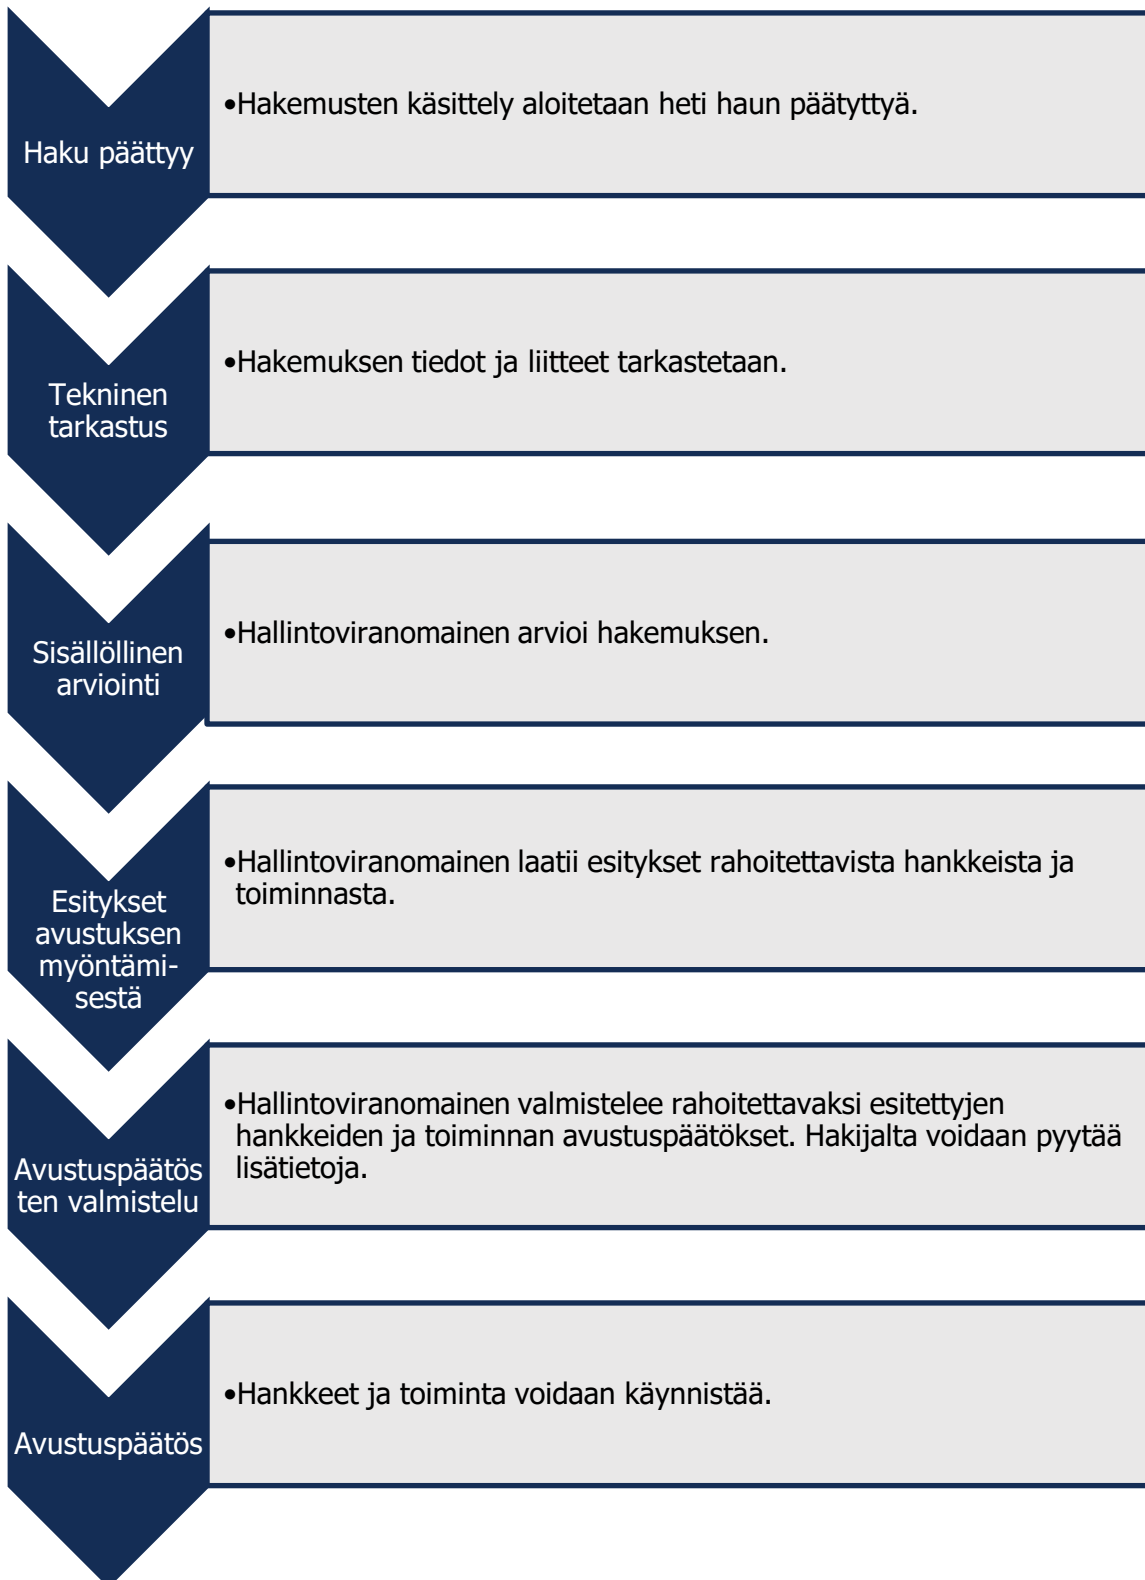 Haku päättyy
•Hakemusten käsittely aloitetaan heti haun päätyttyä.
Tekninen
tarkastus
•Hakemuksen tiedot ja liitteet tarkastetaan.
Sisällöllinen
arviointi
•Hallintoviranomainen arvioi hakemuksen.
Esitykset
avustuksen
myöntämi-
sestä
•Hallintoviranomainen laatii esitykset rahoitettavista hankkeista ja
toiminnasta.
Avustuspäätös
ten valmistelu
•Hallintoviranomainen valmistelee rahoitettavaksi esitettyjen
hankkeiden ja toiminnan avustuspäätökset. Hakijalta voidaan pyytää
lisätietoja.
Avustuspäätös
•Hankkeet ja toiminta voidaan käynnistää.